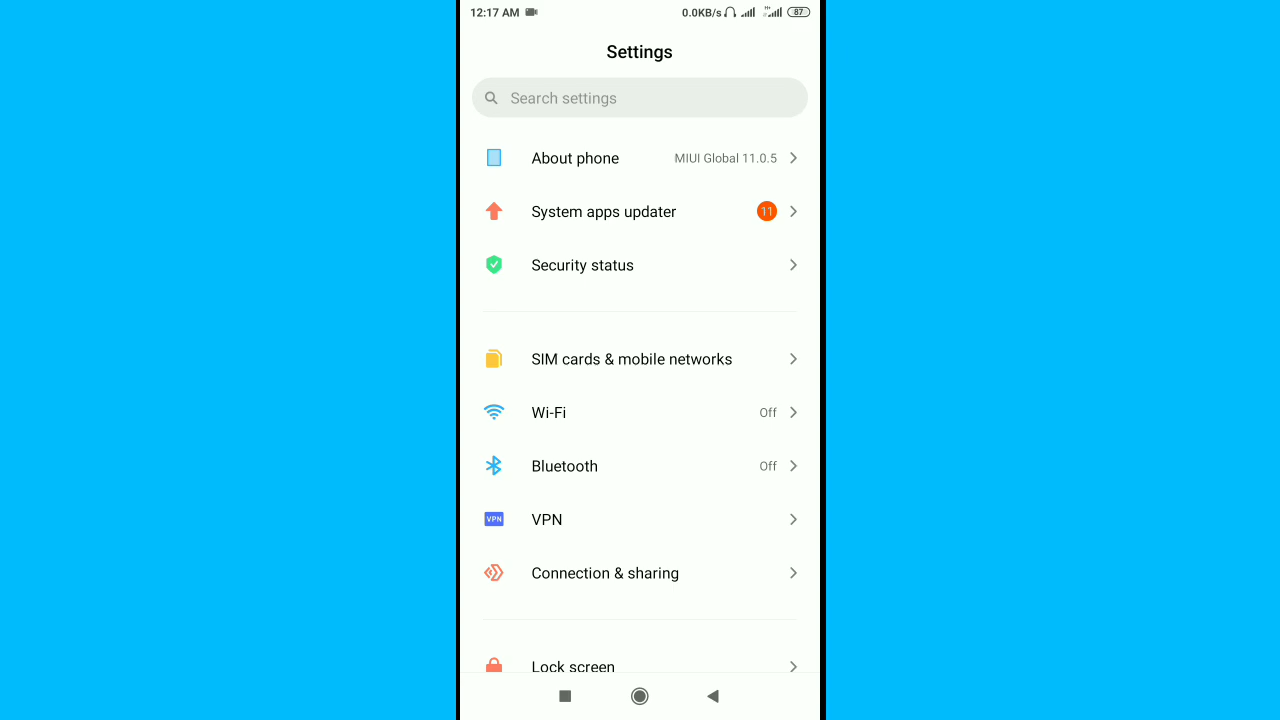 12:17 AM 0.0KB/s 87
Settings
Search settings
About phone MIUI Global 11.0.5
System apps updater 11
Security status
SIM cards & mobile networks
Wi-Fi Off
Bluetooth Off
VPN VPN
Connection & sharing
Lock screen